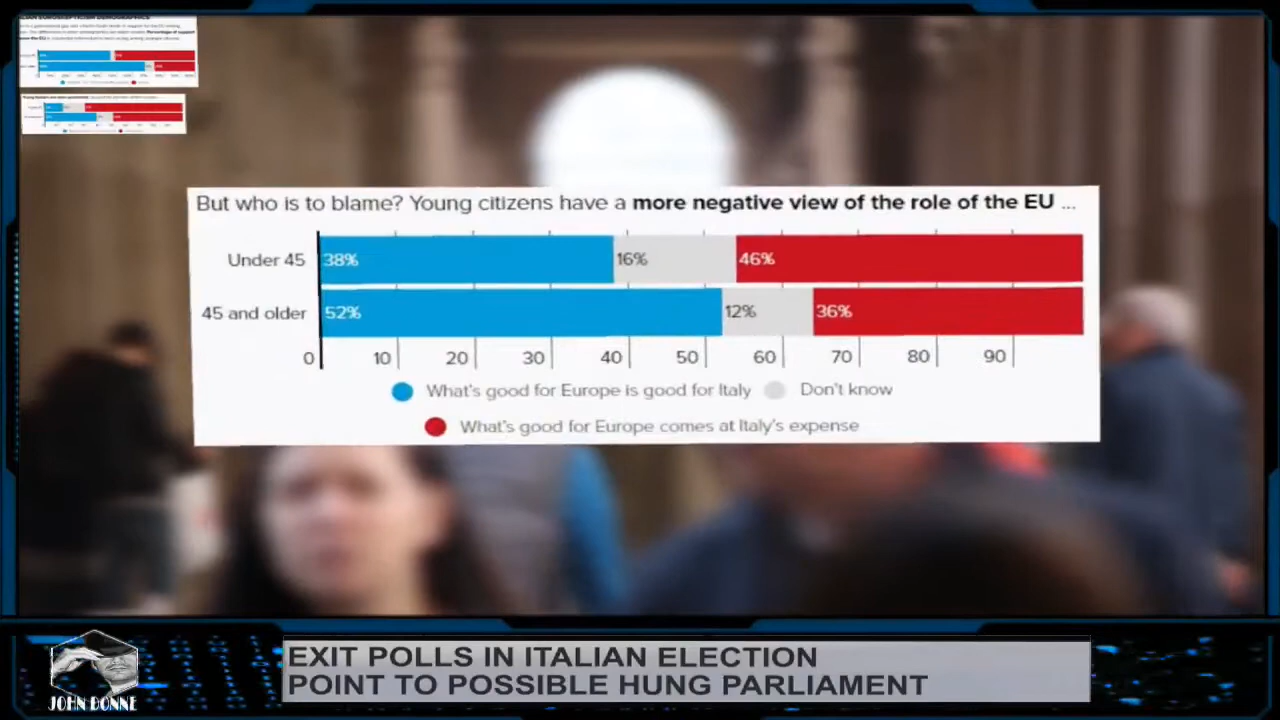 But who is to blame? Young citizens have a more negative view of the role of the EU ...
Under 45 38% 16% 46%
45 and older 52% 12% 36%
0 10 20 30 40 50 60 70 80 90
What's good for Europe is good for Italy Don't know
What's good for Europe comes at Italy's expense
EXIT POLLS IN ITALIAN ELECTION
POINT TO POSSIBLE HUNG PARLIAMENT
JOHN DONNE